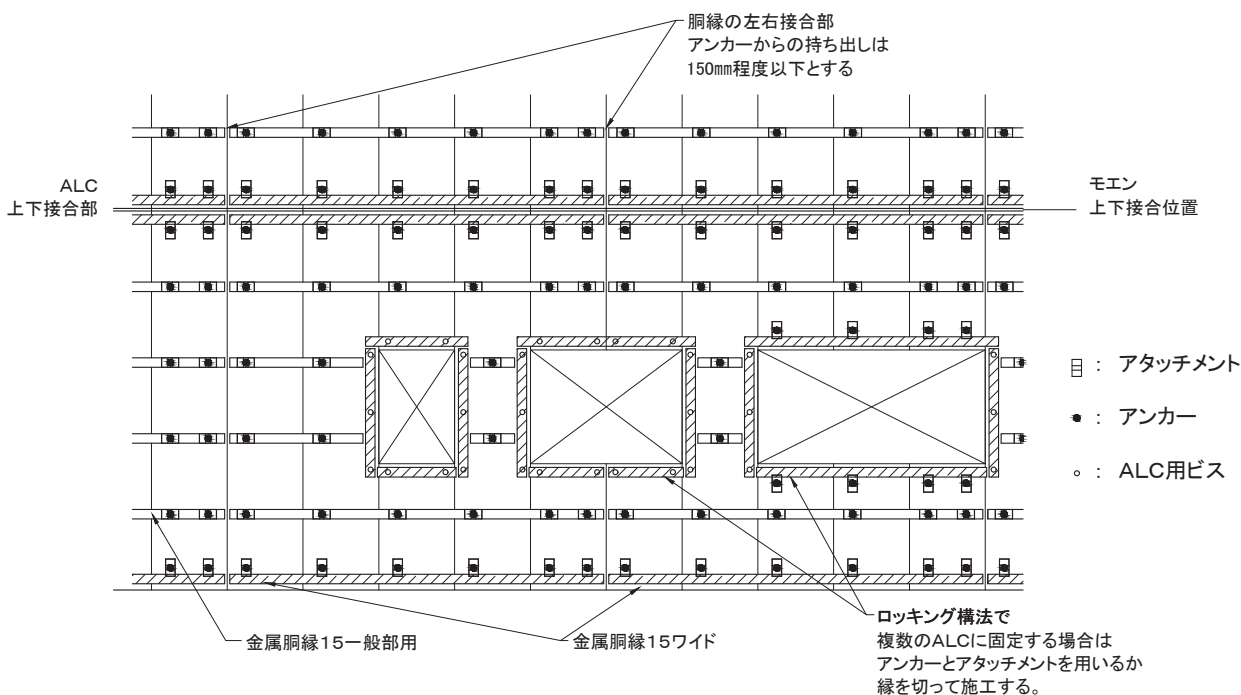 胴縁の左右接合部
アンカーからの持ち出しは
150mm程度以下とする
ALC
上下接合部
モエン
上下接合位置
: アタッチメント
: アンカー
: ALC用ビス
金属胴縁15一般部用
金属胴縁15ワイド
ロッキング構法で
複数のALCに固定する場合は
アンカーとアタッチメントを用いるか
縁を切って施工する。